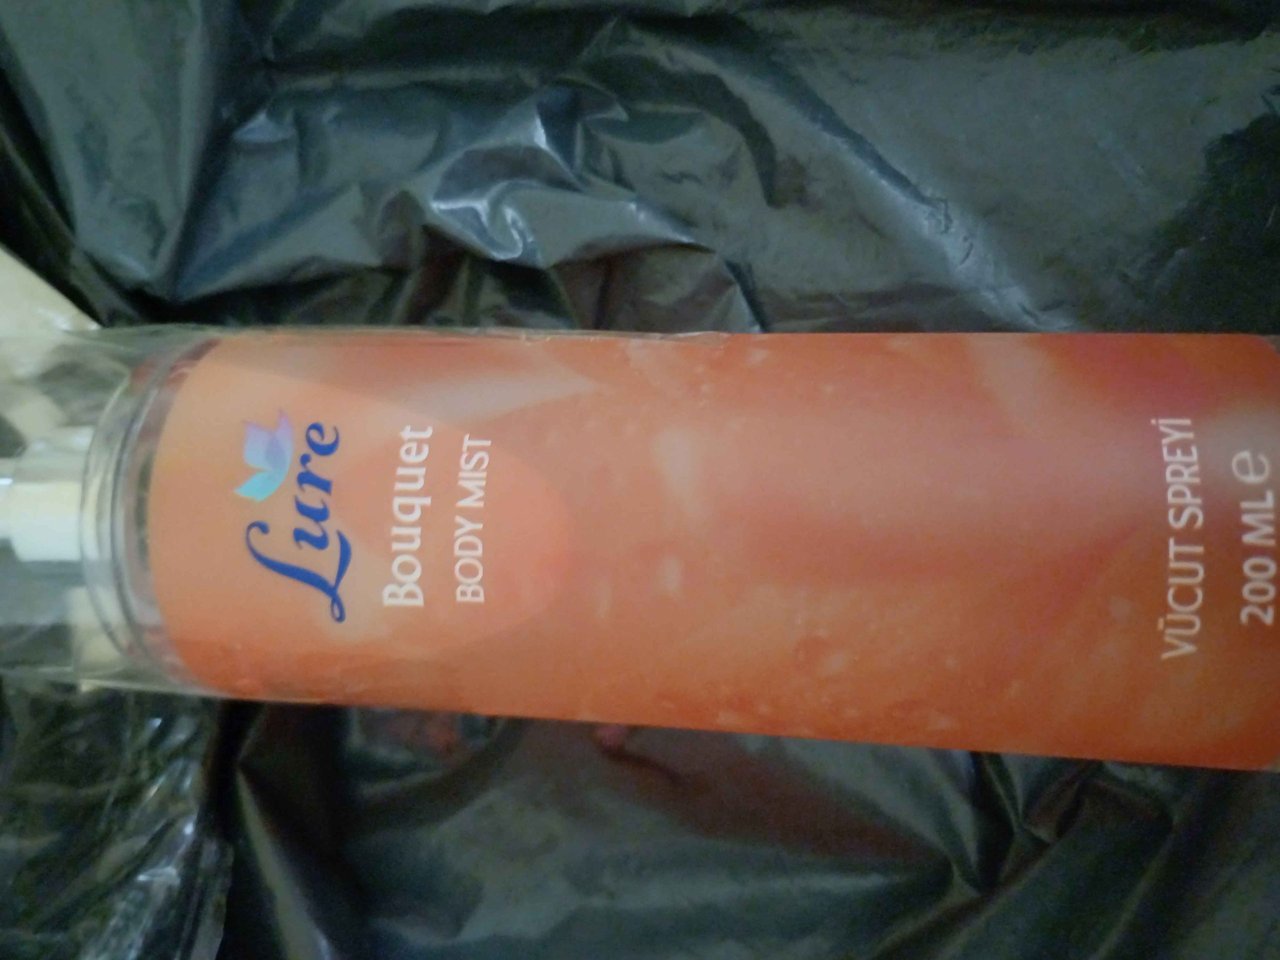 Lure
Bouquet
BODY MIST
VÜCUT SPREYİ
200 ML e